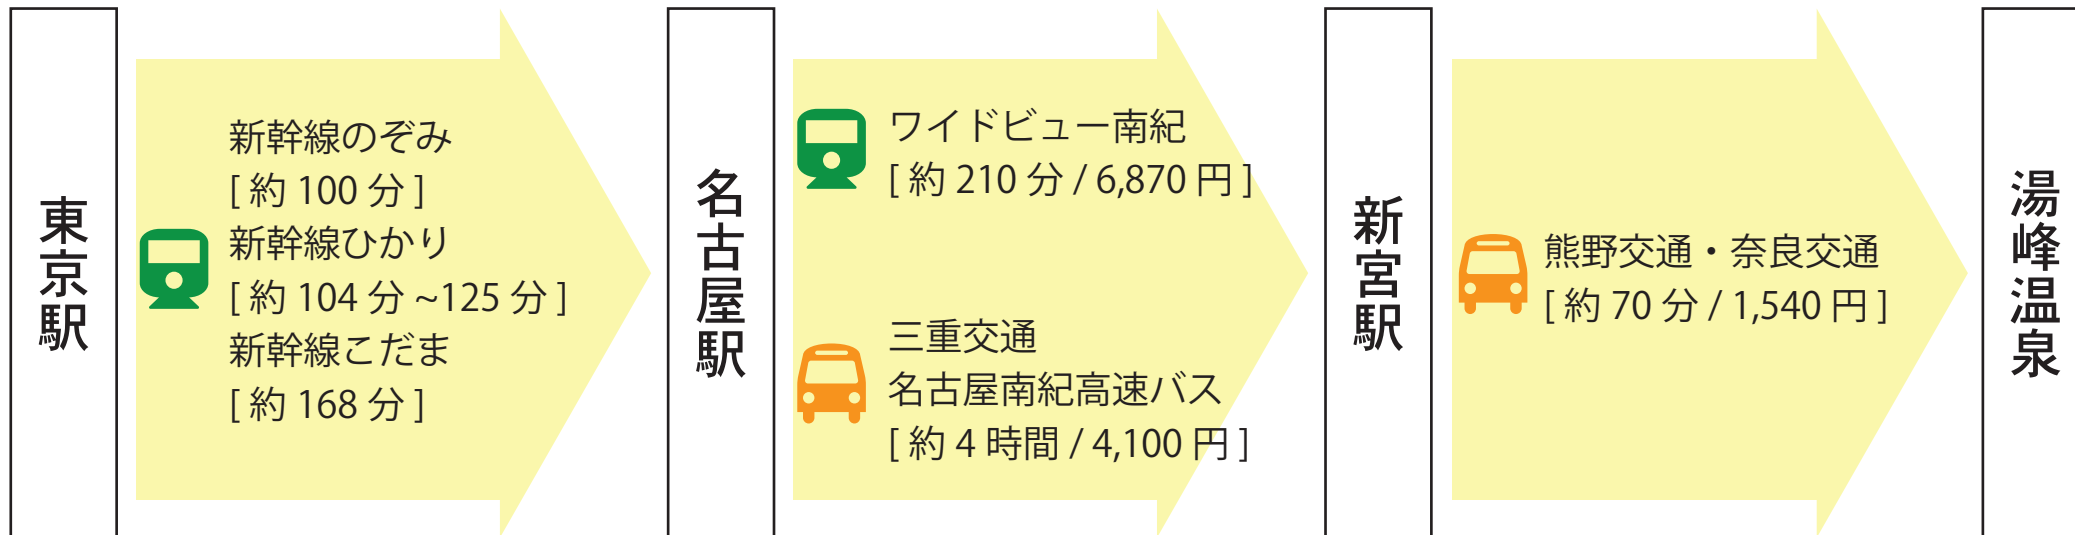 東京駅
新幹線のぞみ
[ 約 100 分 ]
新幹線ひかり
[ 約 104 分 ~125 分 ]
新幹線こだま
[ 約 168 分 ]
名古屋駅
ワイドビュー南紀
[ 約 210 分 / 6,870 円 ]
三重交通
名古屋南紀高速バス
[ 約 4 時間 / 4,100 円 ]
新宮駅
熊野交通・奈良交通
[ 約 70 分 / 1,540 円 ]
湯峰温泉